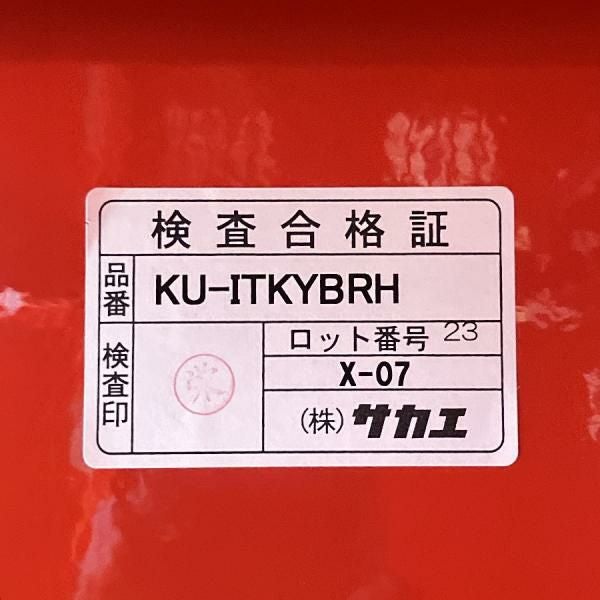 検査合格証
品番 KU-ITKYBRH
検査印 栄
ロット番号 23
X-07
(株)サカエ